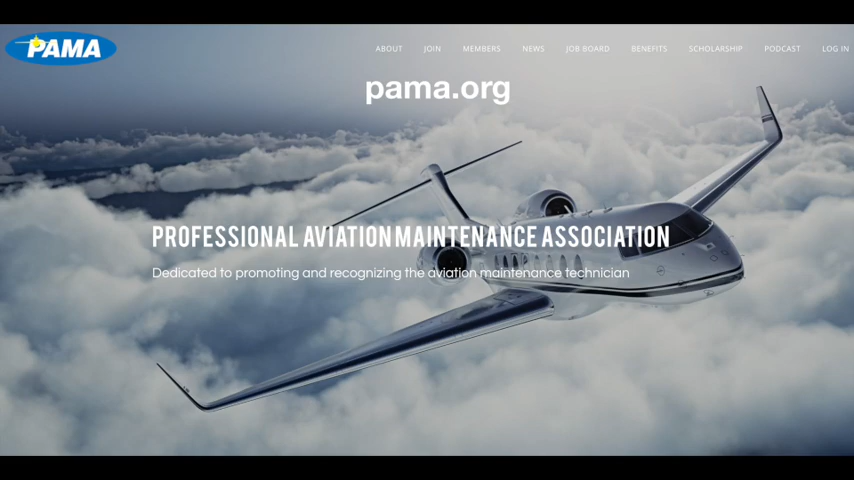 PAMA
ABOUT JOIN MEMBERS NEWS JOB BOARD BENEFITS SCHOLARSHIP PODCAST LOG IN
pama.org
PROFESSIONAL AVIATION MAINTENANCE ASSOCIATION
Dedicated to promoting and recognizing the aviation maintenance technician